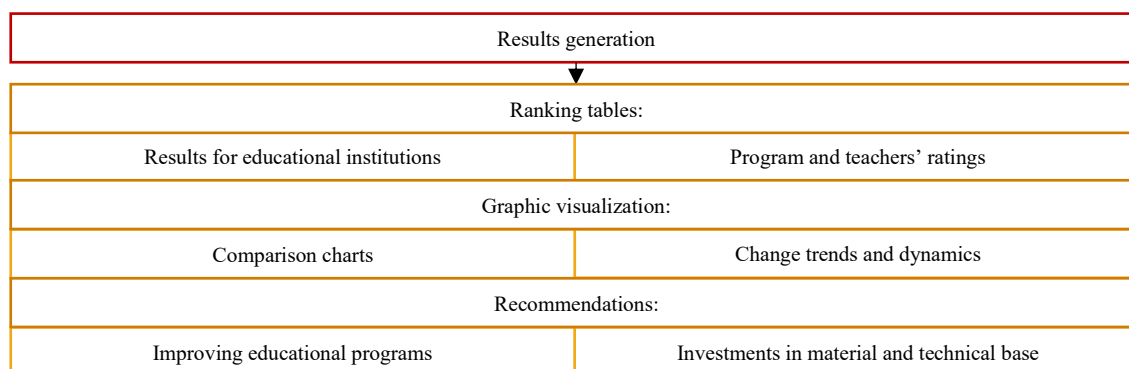 Results generation
Ranking tables:
Results for educational institutions
Program and teachers’ ratings
Graphic visualization:
Comparison charts
Change trends and dynamics
Recommendations:
Improving educational programs
Investments in material and technical base